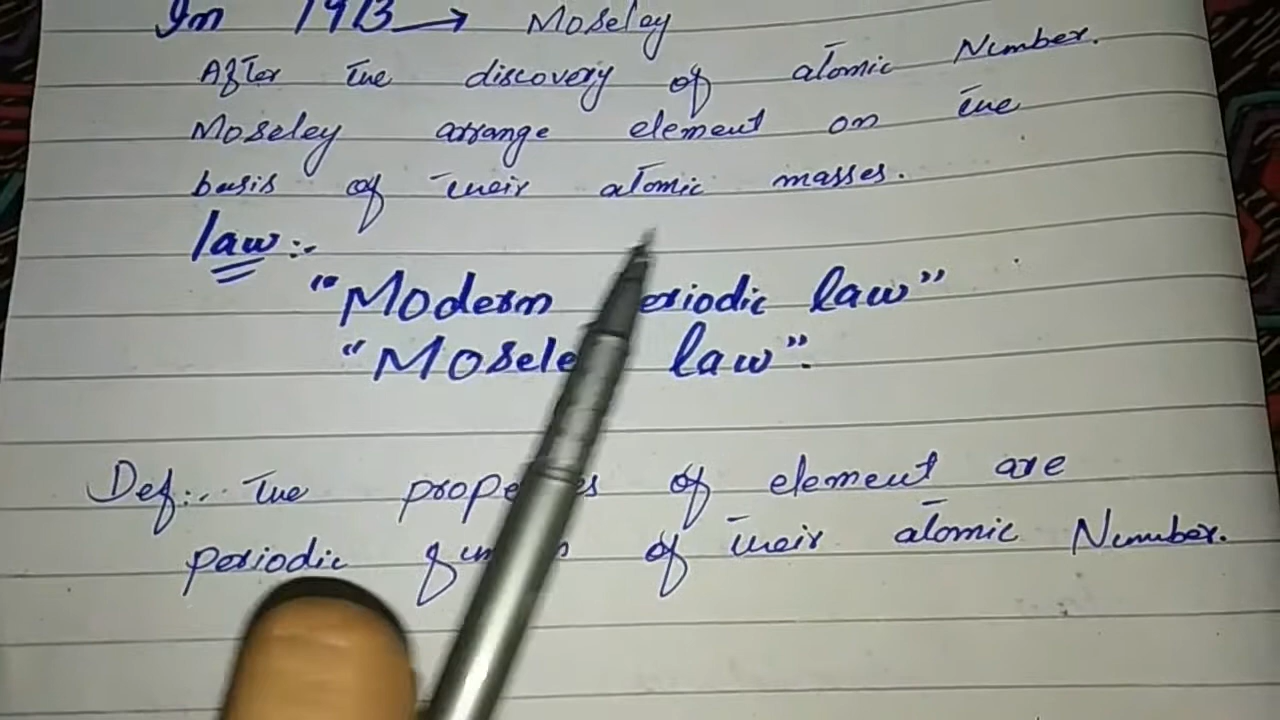 In 1913 → Moseley
After the discovery of atomic Number.
Moseley arrange element on the
basis of their atomic masses.
law :-
"Modern eriodic law"
"Mosele law".
Def:- The prope es of element are
periodic of their atomic Number.